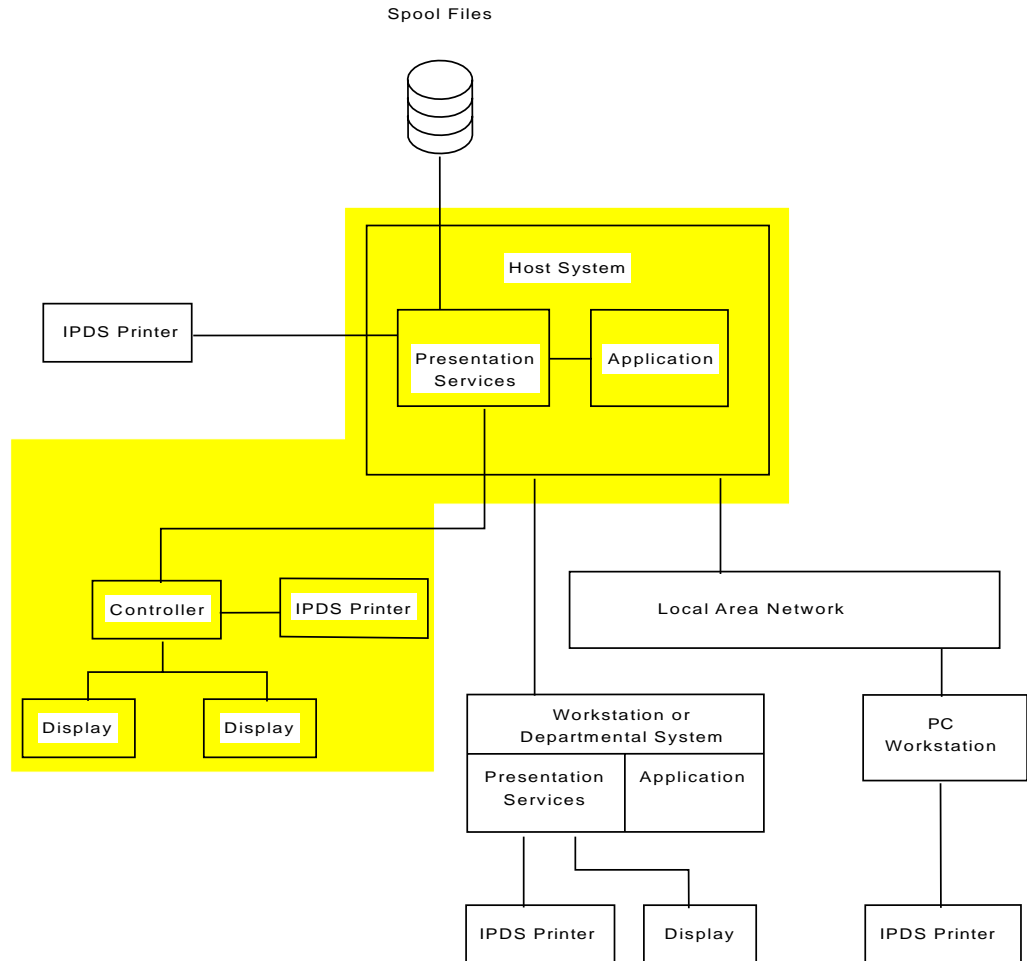 Spool Files
Host System
IPDS Printer
Presentation
Services
Application
Controller
IPDS Printer
Local Area Network
Display
Display
Workstation or
Departmental System
PC
Workstation
Presentation
Services
Application
IPDS Printer
Display
IPDS Printer